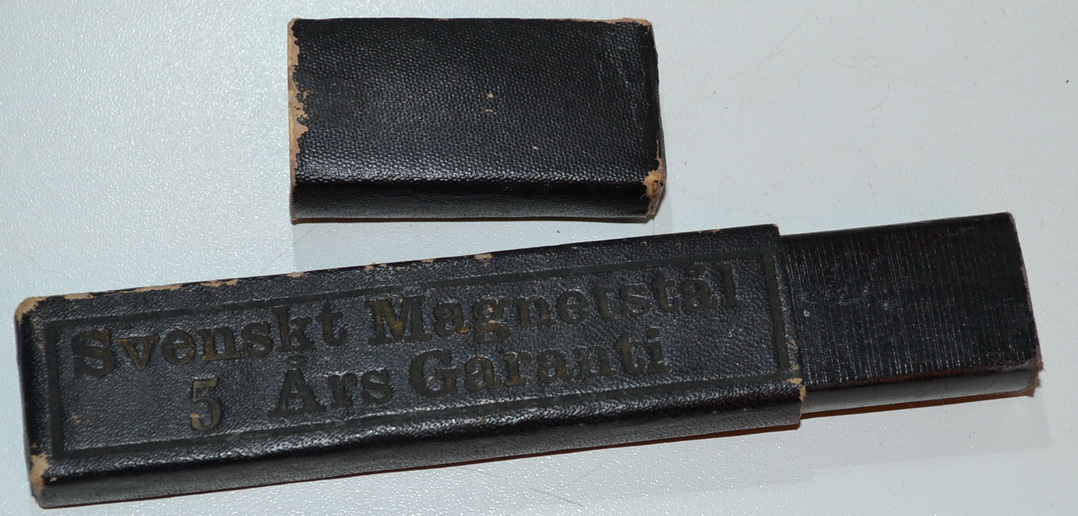 Svenskt Magnetstål
5 Års Garanti